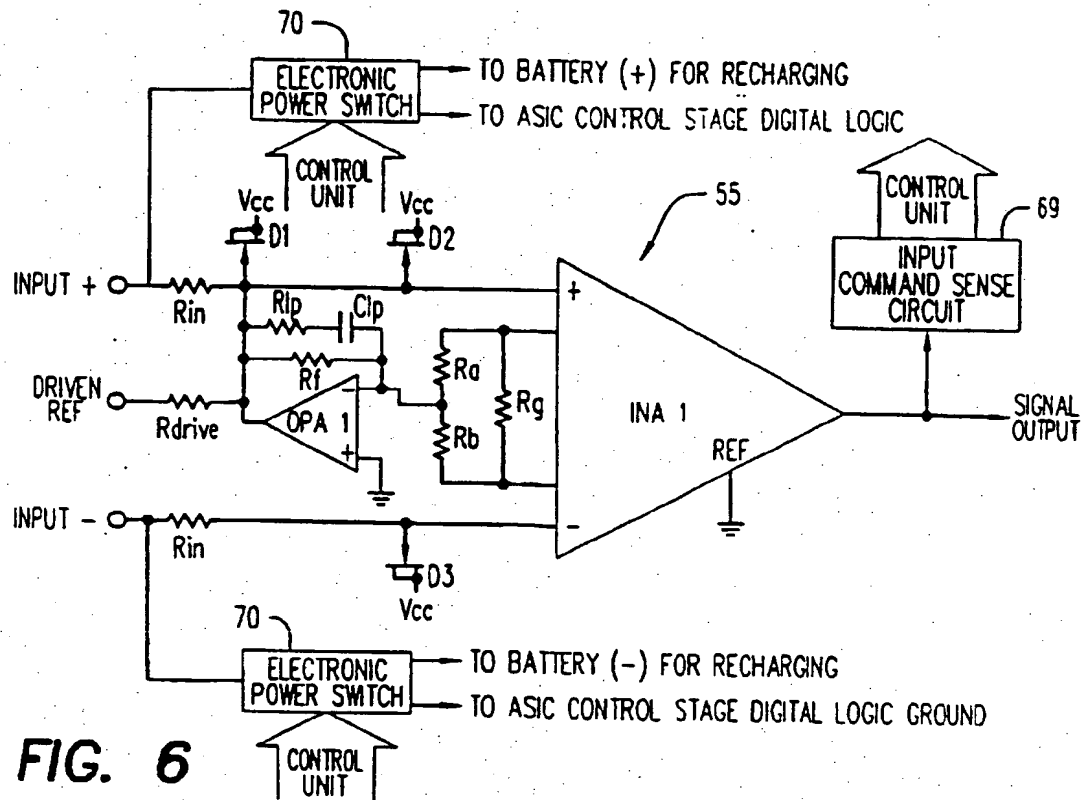 70
ELECTRONIC
POWER SWITCH
TO BATTERY (+) FOR RECHARGING
TO ASIC CONTROL STAGE DIGITAL LOGIC
CONTROL
UNIT
Vcc
D1
Vcc
D2
55
CONTROL
UNIT
69
INPUT
COMMAND SENSE
CIRCUIT
INPUT +
Rin
+
Rlp
Clp
Rf
Ra
Rg
Rb
DRIVEN
REF
Rdrive
OPA 1
-
+
INA 1
REF
SIGNAL
OUTPUT
INPUT -
Rin
-
D3
Vcc
70
ELECTRONIC
POWER SWITCH
TO BATTERY (-) FOR RECHARGING
TO ASIC CONTROL STAGE DIGITAL LOGIC GROUND
CONTROL
UNIT
FIG. 6